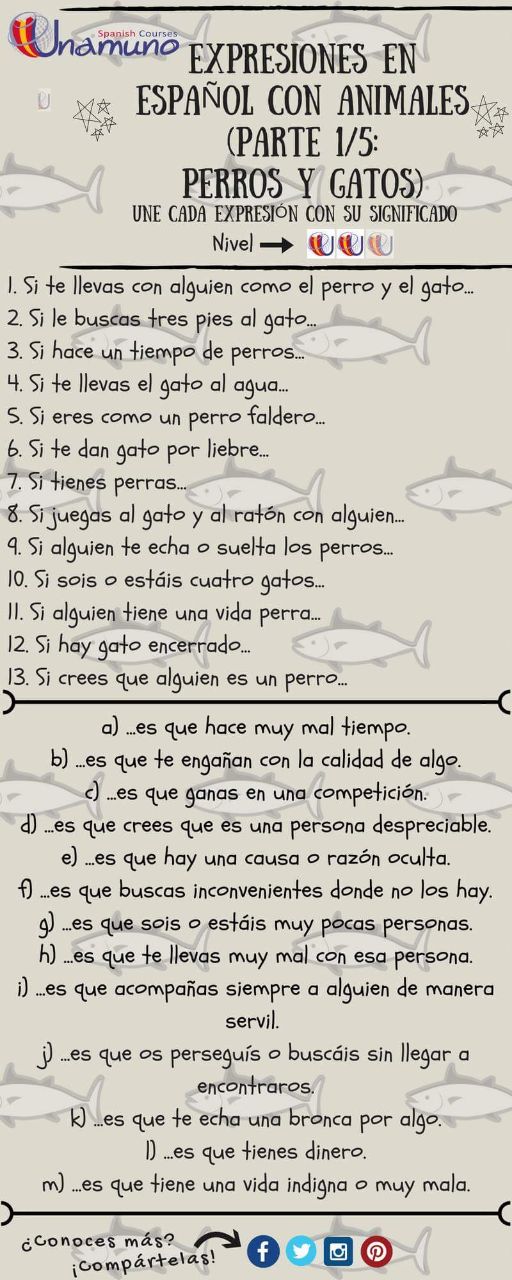 Spanish Courses
Unamuno
EXPRESIONES EN
ESPAÑOL CON ANIMALES
(PARTE 1/5:
PERROS Y GATOS)
UNE CADA EXPRESIÓN CON SU SIGNIFICADO
Nivel
1. Si te llevas con alguien como el perro y el gato...
2. Si le buscas tres pies al gato...
3. Si hace un tiempo de perros...
4. Si te llevas el gato al agua...
5. Si eres como un perro faldero...
6. Si te dan gato por liebre...
7. Si tienes perras...
8. Si juegas al gato y al ratón con alguien...
9. Si alguien te echa o suelta los perros...
10. Si sois o estáis cuatro gatos...
11. Si alguien tiene una vida perra...
12. Si hay gato encerrado...
13. Si crees que alguien es un perro...
a) ...es que hace muy mal tiempo.
b) ...es que te engañan con la calidad de algo.
c) ...es que ganas en una competición.
d) ...es que crees que es una persona despreciable.
e) ...es que hay una causa o razón oculta.
f) ...es que buscas inconvenientes donde no los hay.
g) ...es que sois o estáis muy pocas personas.
h) ...es que te llevas muy mal con esa persona.
i) ...es que acompañas siempre a alguien de manera
servil.
j) ...es que os perseguís o buscáis sin llegar a
encontraros.
k) ...es que te echa una bronca por algo.
l) ...es que tienes dinero.
m) ...es que tiene una vida indigna o muy mala.
¿Conoces más?
¡Compártelas!